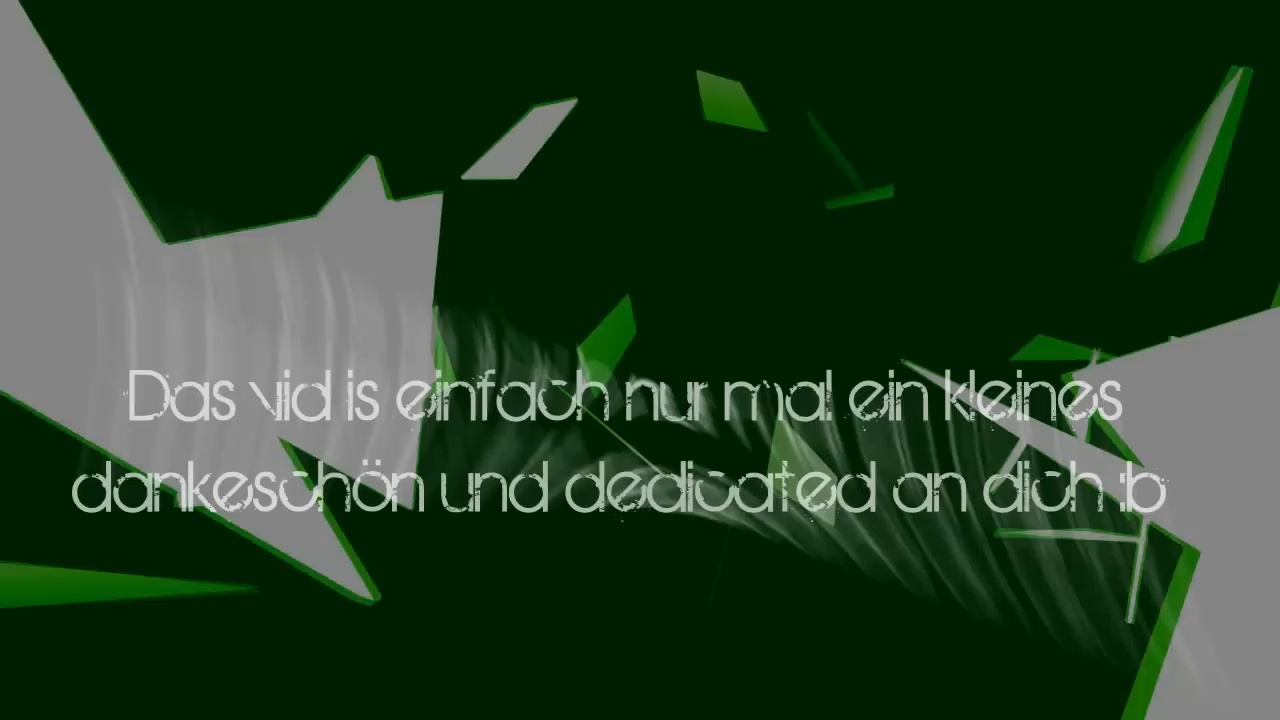 Das vid is einfach nur mal ein kleines
dankeschön und dedicated an dich :b